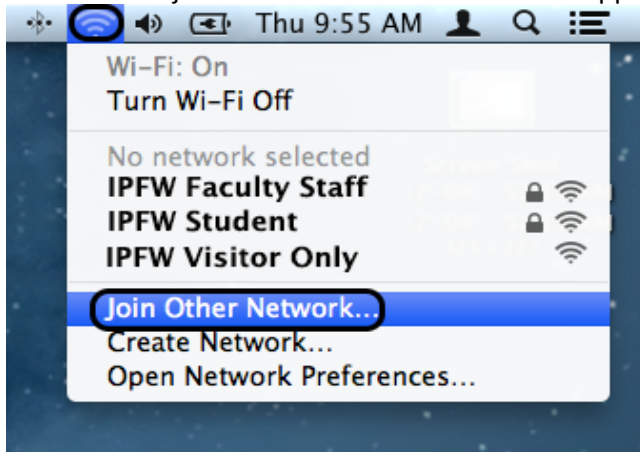 Thu 9:55 AM
Wi-Fi: On
Turn Wi-Fi Off
No network selected
IPFW Faculty Staff
IPFW Student
IPFW Visitor Only
Join Other Network...
Create Network...
Open Network Preferences...